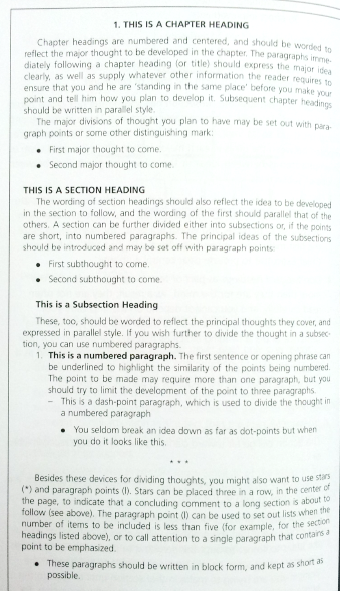 1. THIS IS A CHAPTER HEADING
Chapter headings are numbered and centered, and should be worded to
reflect the major thought to be developed in the chapter. The paragraphs imme-
diately following a chapter heading (or title) should express the major idea
clearly, as well as supply whatever other information the reader requires to
ensure that you and he are 'standing in the same place' before you make your
point and tell him how you plan to develop it. Subsequent chapter headings
should be written in parallel style.
The major divisions of thought you plan to have may be set out with para-
graph points or some other distinguishing mark:
• First major thought to come.
• Second major thought to come.
THIS IS A SECTION HEADING
The wording of section headings should also reflect the idea to be developed
in the section to follow, and the wording of the first should parallel that of the
others. A section can be further divided either into subsections or, if the points
are short, into numbered paragraphs. The principal ideas of the subsections
should be introduced and may be set off with paragraph points:
• First subthought to come.
• Second subthought to come.
This is a Subsection Heading
These, too, should be worded to reflect the principal thoughts they cover, and
expressed in parallel style. If you wish further to divide the thought in a subsec-
tion, you can use numbered paragraphs.
1. This is a numbered paragraph. The first sentence or opening phrase can
be underlined to highlight the similarity of the points being numbered.
The point to be made may require more than one paragraph, but you
should try to limit the development of the point to three paragraphs.
– This is a dash-point paragraph, which is used to divide the thought in
a numbered paragraph
• You seldom break an idea down as far as dot-points but when
you do it looks like this.
* * *
Besides these devices for dividing thoughts, you might also want to use stars
(*) and paragraph points (l). Stars can be placed three in a row, in the center of
the page, to indicate that a concluding comment to a long section is about to
follow (see above). The paragraph point (l) can be used to set out lists when the
number of items to be included is less than five (for example, for the section
headings listed above), or to call attention to a single paragraph that contains a
point to be emphasized.
• These paragraphs should be written in block form, and kept as short as
possible.